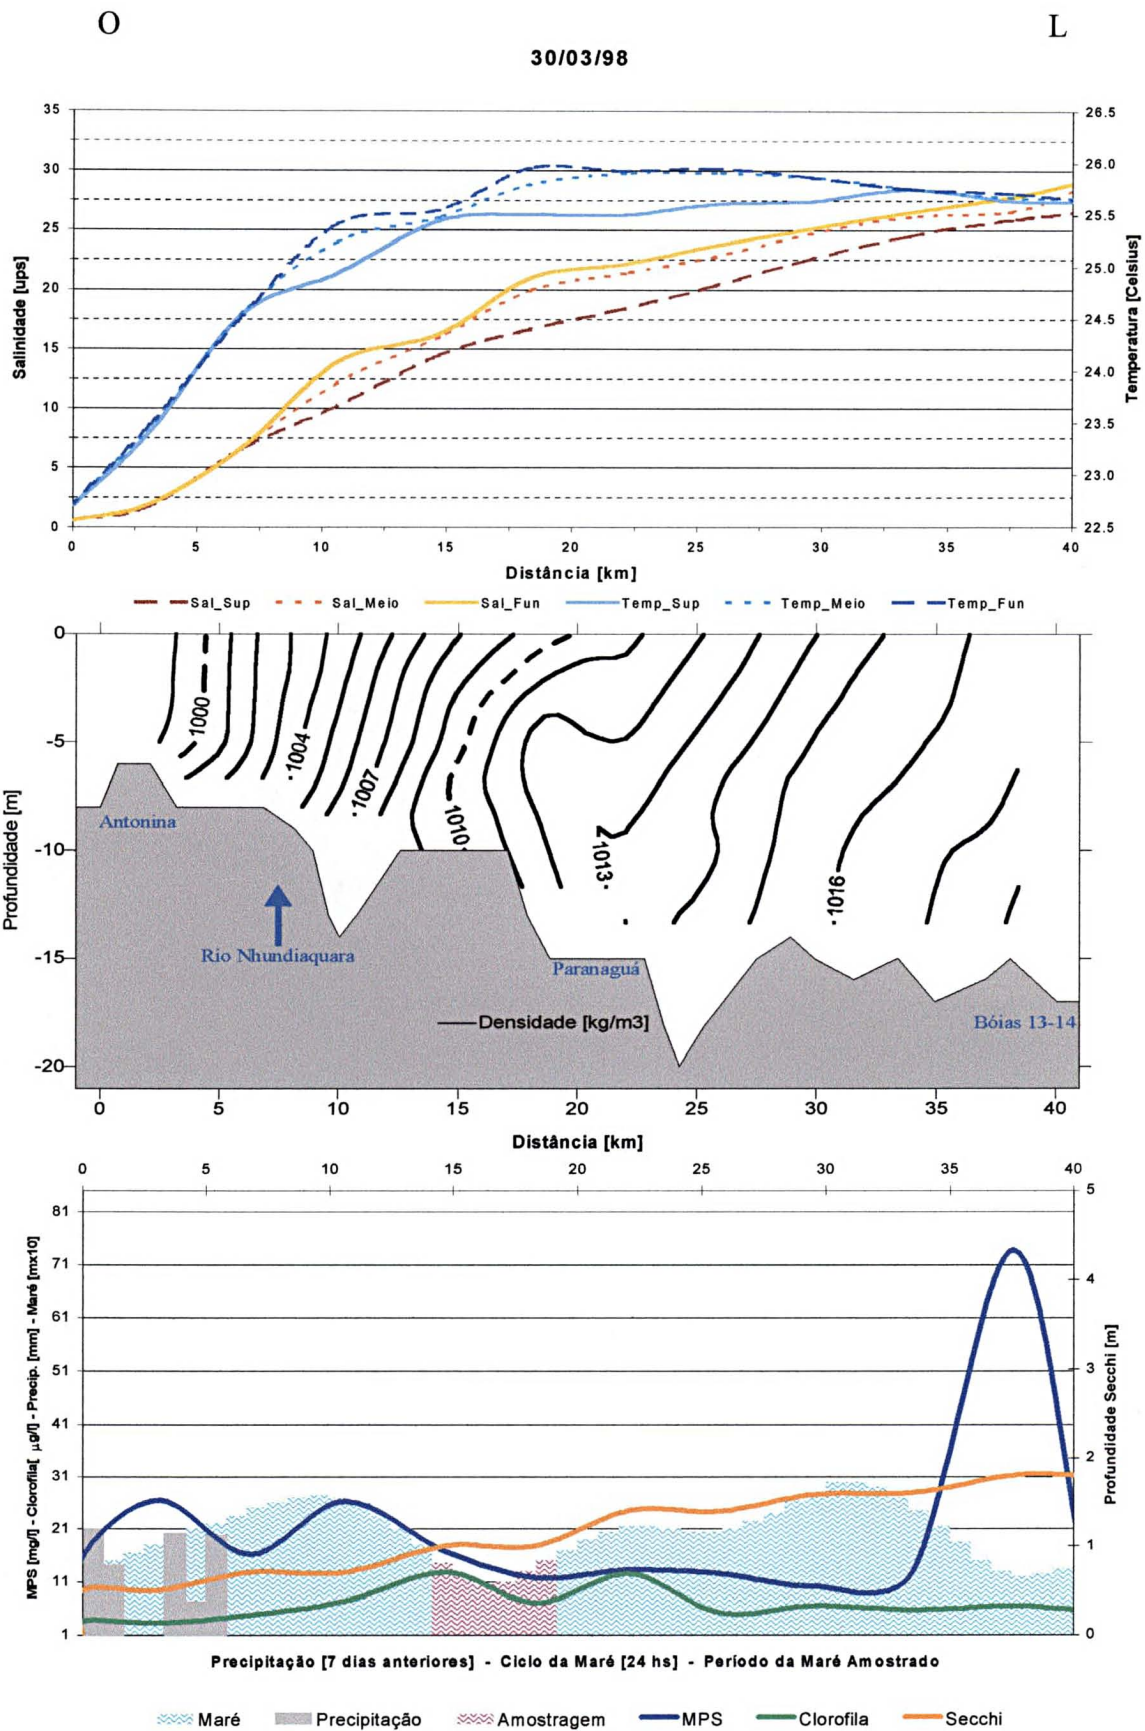 O L
30/03/98
35 26.5
30 26.0
25 25.5
20 25.0
15 24.5
10 24.0
5 23.5
0 23.0
22.5
Salinidade [ups]
Temperatura [Celsius]
0 5 10 15 20 25 30 35 40
Distância [km]
Sal_Sup Sal_Meio Sal_Fun Temp_Sup Temp_Meio Temp_Fun
0
-5
-10
-15
-20
Profundidade [m]
1000
1004
1007
1010
1013
1016
Antonina
Rio Nhundiaquara
Paranaguá
Densidade [kg/m3]
Bóias 13-14
0 5 10 15 20 25 30 35 40
Distância [km]
0 5 10 15 20 25 30 35 40
81 5
71 4
61 3
51 2
41 1
31 0
21
11
1
MPS [mg/l] - Clorofila[ µg/l] - Precip. [mm] - Maré [mx10]
Profundidade Secchi [m]
Precipitação [7 dias anteriores] - Ciclo da Maré [24 hs] - Período da Maré Amostrado
Maré Precipitação Amostragem MPS Clorofila Secchi